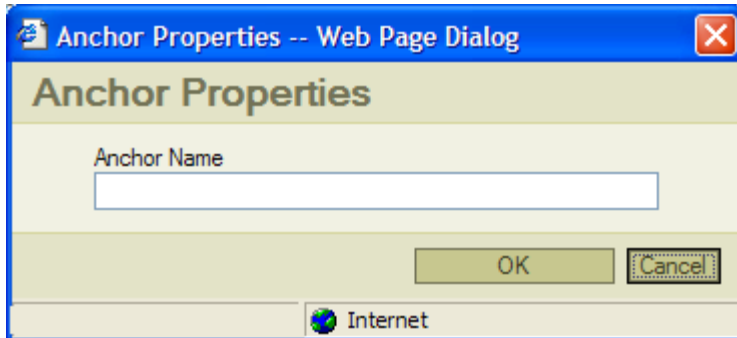 Anchor Properties -- Web Page Dialog
Anchor Properties
Anchor Name
OK Cancel
Internet